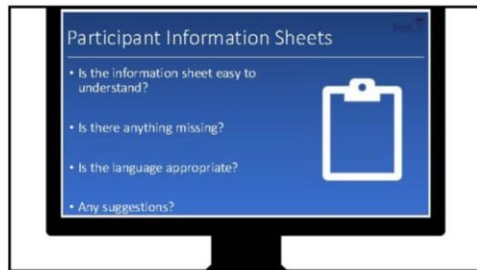 Participant Information Sheets
• Is the information sheet easy to
understand?
• Is there anything missing?
• Is the language appropriate?
• Any suggestions?